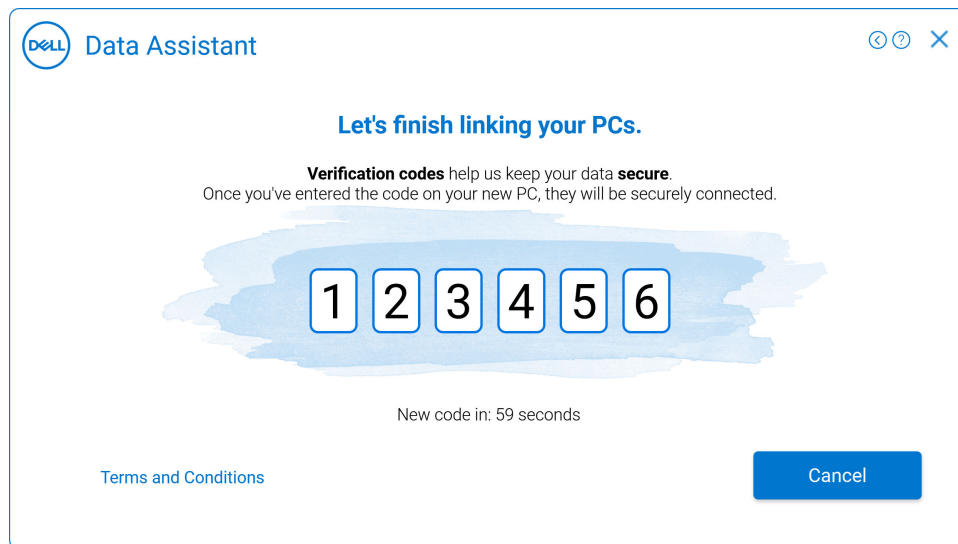 DELL
Data Assistant
?
Let's finish linking your PCs.
Verification codes help us keep your data secure.
Once you've entered the code on your new PC, they will be securely connected.
1 2 3 4 5 6
New code in: 59 seconds
Terms and Conditions
Cancel